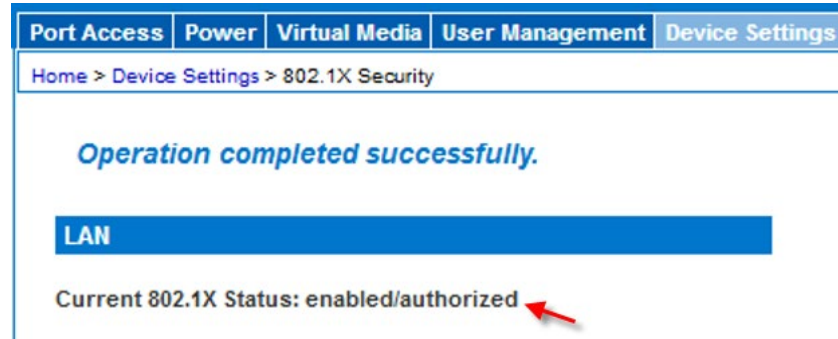 Port Access Power Virtual Media User Management Device Settings
Home > Device Settings > 802.1X Security
Operation completed successfully.
LAN
Current 802.1X Status: enabled/authorized